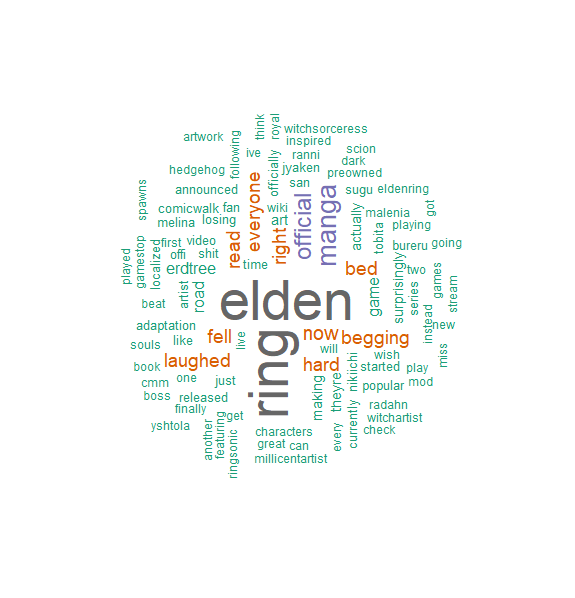 think
royal
witchsorceress
artwork
following
inspired
ive
ranni
scion
officially
jyaken
dark
hedgehog
preowned
spawns
announced
everyone
san
official
manga
sugu
eldenring
comicwalk
fan
wiki
got
melina
losing
read
right
art
actually
malenia
tobita
playing
first
video
bureru
going
played
gamestop
localized
offi
shit
time
bed
surprisingly
erdtree
artist
road
elden
game
two
series
games
stream
beat
adaptation
fell
live
ring
now
begging
instead
new
souls
like
will
wish
miss
laughed
hard
started
play
book
cmm
one
just
making
theyre
nikiichi
popular
mod
boss
released
finally
get
radahn
witchartist
yshtola
another
featuring
ringsonic
characters
every
currently
check
great
can
millicentartist